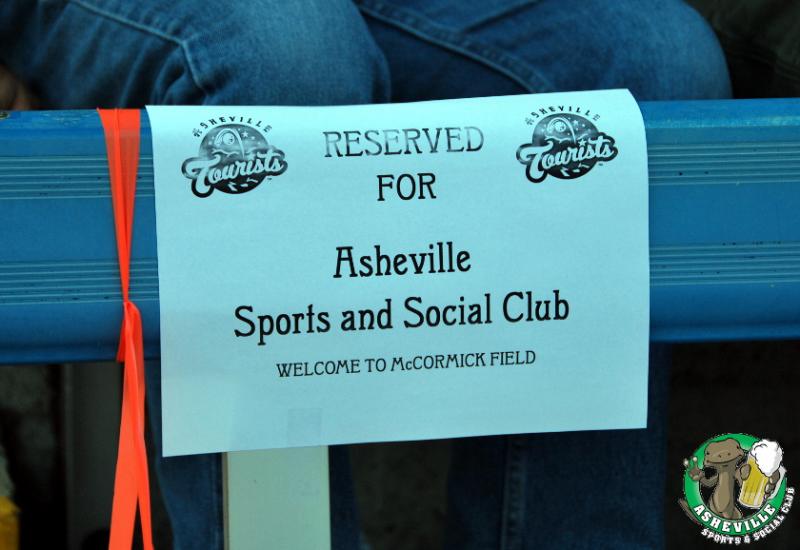 ASHEVILLE
Tourists
ASHEVILLE
Tourists
RESERVED
FOR
Asheville
Sports and Social Club
WELCOME TO McCORMICK FIELD
ASHEVILLE
SPORTS & SOCIAL CLUB